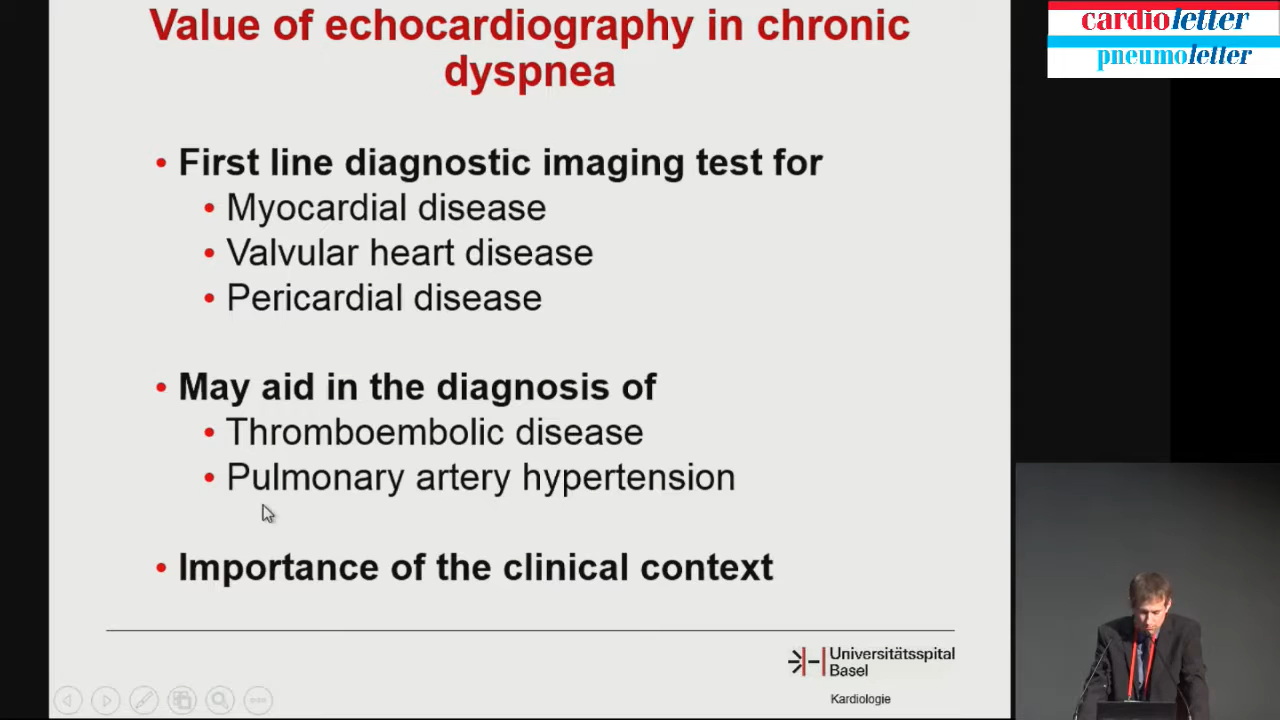 Value of echocardiography in chronic
dyspnea
cardioletter
pneumoletter
• First line diagnostic imaging test for
• Myocardial disease
• Valvular heart disease
• Pericardial disease
• May aid in the diagnosis of
• Thromboembolic disease
• Pulmonary artery hypertension
• Importance of the clinical context
Universitätsspital
Basel
Kardiologie